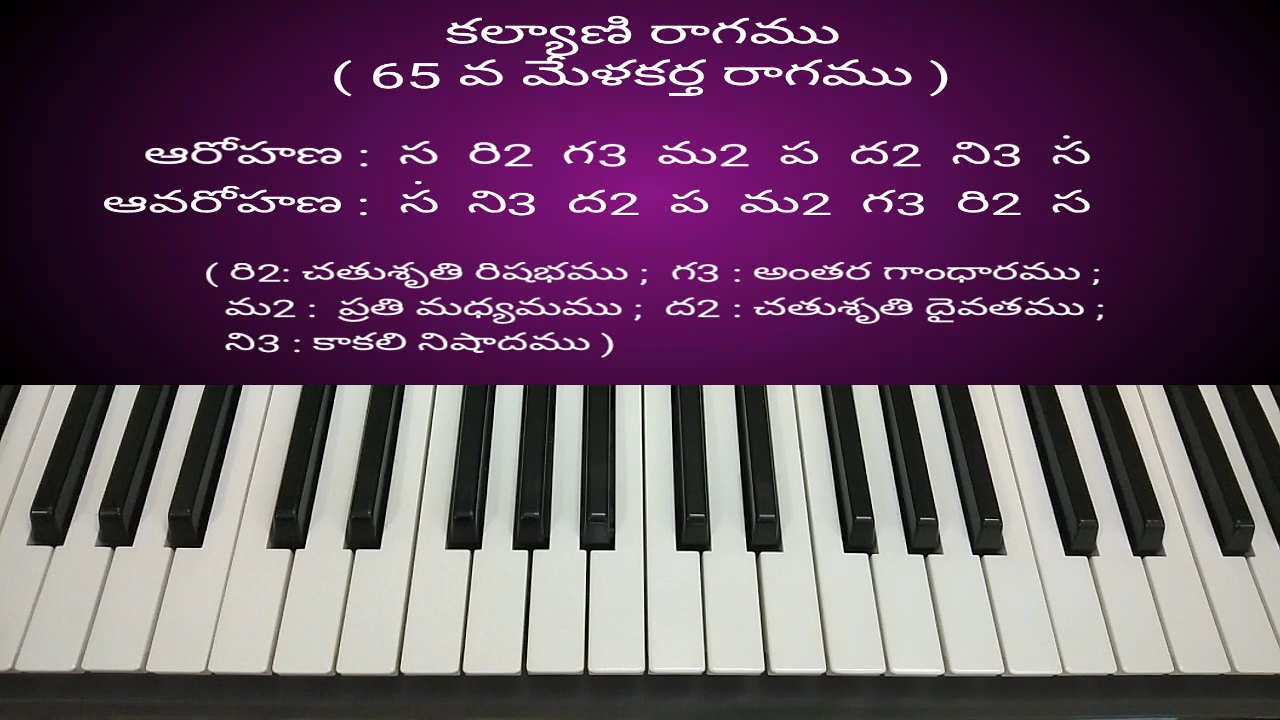 కల్యాణి రాగము
( 65 వ మేళకర్త రాగము )
ఆరోహణ : స రి2 గ3 మ2 ప ద2 ని3 స̇
ఆవరోహణ : స̇ ని3 ద2 ప మ2 గ3 రి2 స
( రి2: చతుశృతి రిషభము ; గ3 : అంతర గాంధారము ;
మ2 : ప్రతి మధ్యమము ; ద2 : చతుశృతి దైవతము ;
ని3 : కాకలి నిషాదము )